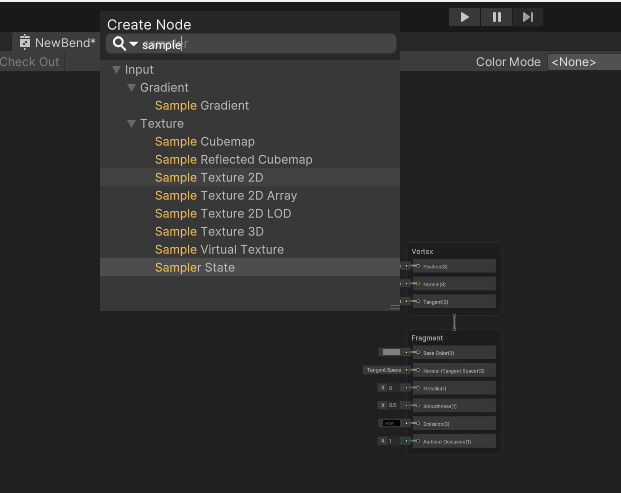 Create Node
sample
NewBend*
Check Out
Color Mode
<None>
Input
Gradient
Sample Gradient
Texture
Sample Cubemap
Sample Reflected Cubemap
Sample Texture 2D
Sample Texture 2D Array
Sample Texture 2D LOD
Sample Texture 3D
Sample Virtual Texture
Sampler State
Vertex
Position(3)
Normal(3)
Tangent(3)
Fragment
Base Color(3)
Tangent Space
Normal (Tangent Space)(3)
X 0
Metallic(1)
X 0.5
Smoothness(1)
HDR
Emission(3)
X 1
Ambient Occlusion(1)